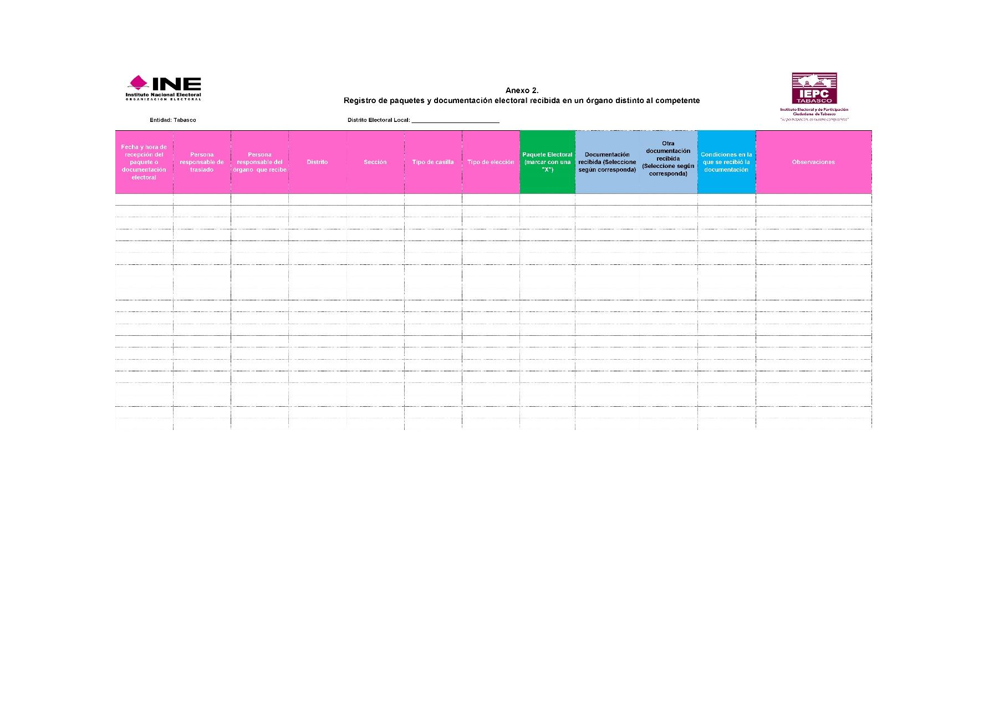 INE
Instituto Nacional Electoral
ORGANIZACIÓN ELECTORAL
Anexo 2.
Registro de paquetes y documentación electoral recibida en un órgano distinto al competente
IEPC
TABASCO
Instituto Electoral y de Participación
Ciudadana de Tabasco
"Tu participación, es nuestro compromiso"
Entidad: Tabasco
Distrito Electoral Local: ____________________________
Fecha y hora de
recepción del
paquete o
documentación
electoral
Persona
responsable de
traslado
Persona
responsable del
órgano que recibe
Distrito
Sección
Tipo de casilla
Tipo de elección
Paquete Electoral
(marcar con una
"X")
Documentación
recibida (Seleccione
según corresponda)
Otra
documentación
recibida
(Seleccione según
corresponda)
Condiciones en la
que se recibió la
documentación
Observaciones